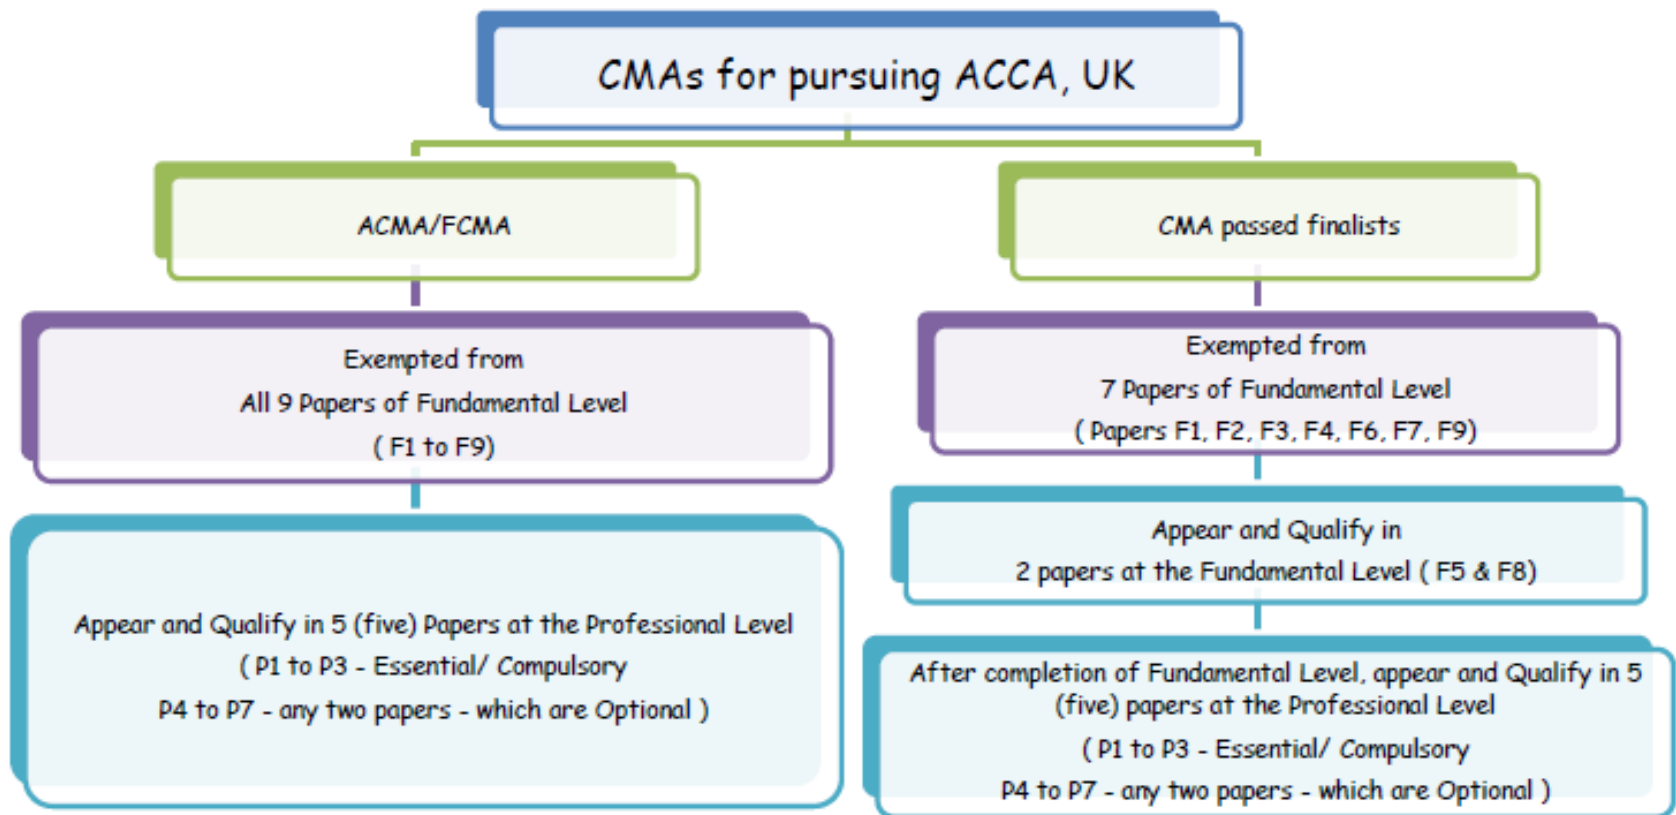 CMAs for pursuing ACCA, UK
ACMA/FCMA
Exempted from
All 9 Papers of Fundamental Level
( F1 to F9)
Appear and Qualify in 5 (five) Papers at the Professional Level
( P1 to P3 - Essential/ Compulsory
P4 to P7 - any two papers - which are Optional )
CMA passed finalists
Exempted from
7 Papers of Fundamental Level
( Papers F1, F2, F3, F4, F6, F7, F9)
Appear and Qualify in
2 papers at the Fundamental Level ( F5 & F8)
After completion of Fundamental Level, appear and Qualify in 5
(five) papers at the Professional Level
( P1 to P3 - Essential/ Compulsory
P4 to P7 - any two papers - which are Optional )